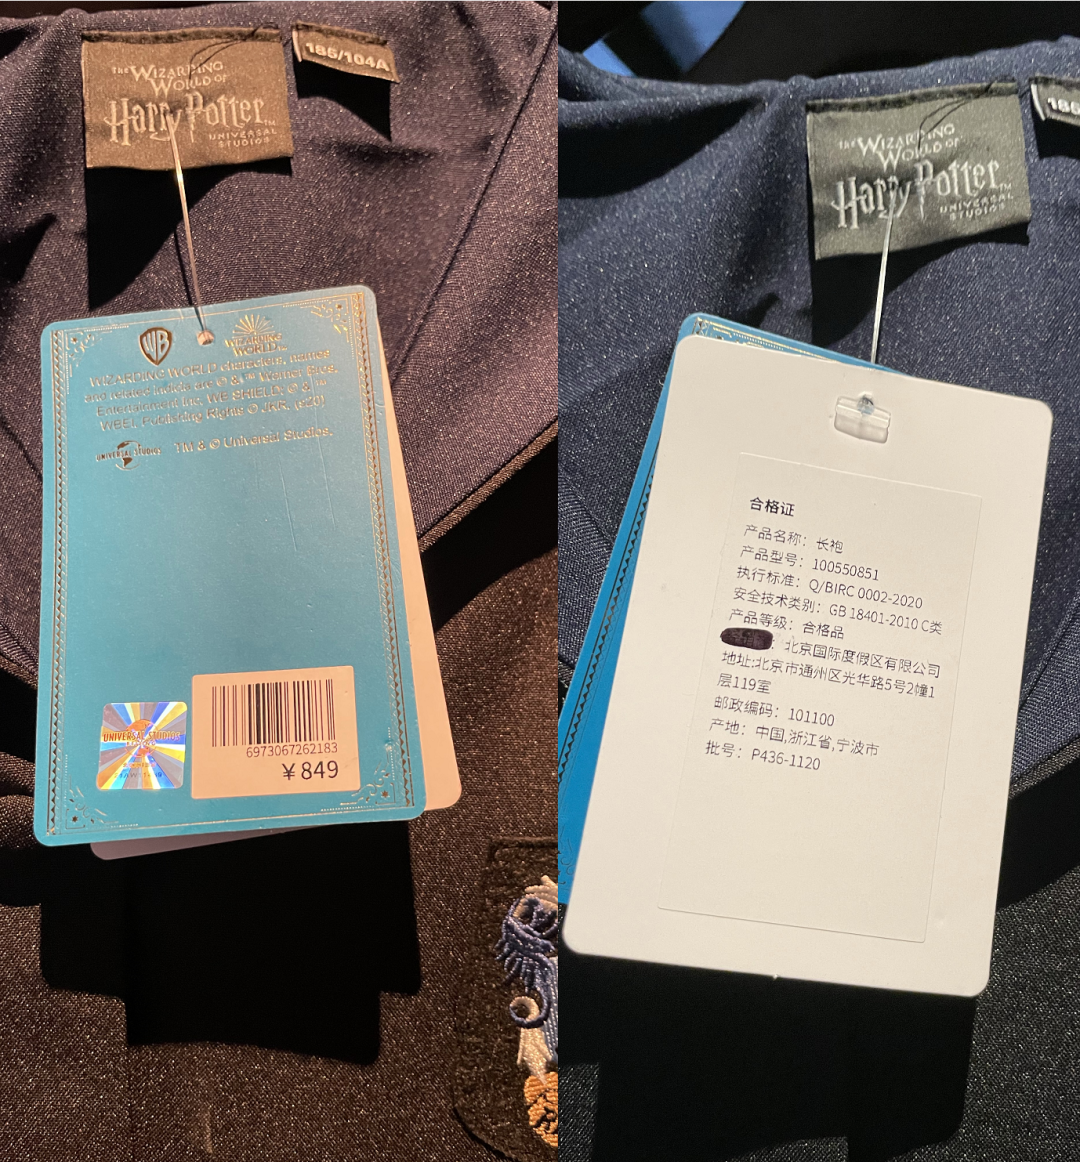 THE WIZARDING
WORLD OF
Harry Potter™
UNIVERSAL
STUDIOS
185/104A
WB
WIZARDING
WORLD
WIZARDING WORLD characters, names
and related indicia are © & ™ Warner Bros.
Entertainment Inc. WB SHIELD: © & ™
WBEI. Publishing Rights © JKR. (s20)
UNIVERSAL STUDIOS
TM & © Universal Studios.
UNIVERSAL STUDIOS
6973067262183
￥849
THE WIZARDING
WORLD OF
Harry Potter™
UNIVERSAL
STUDIOS
合格证
产品名称：长袍
产品型号：100550851
执行标准：Q/BIRC 0002-2020
安全技术类别：GB 18401-2010 C类
产品等级：合格品
：北京国际度假区有限公司
地址:北京市通州区光华路5号2幢1
层119室
邮政编码：101100
产地：中国,浙江省,宁波市
批号：P436-1120